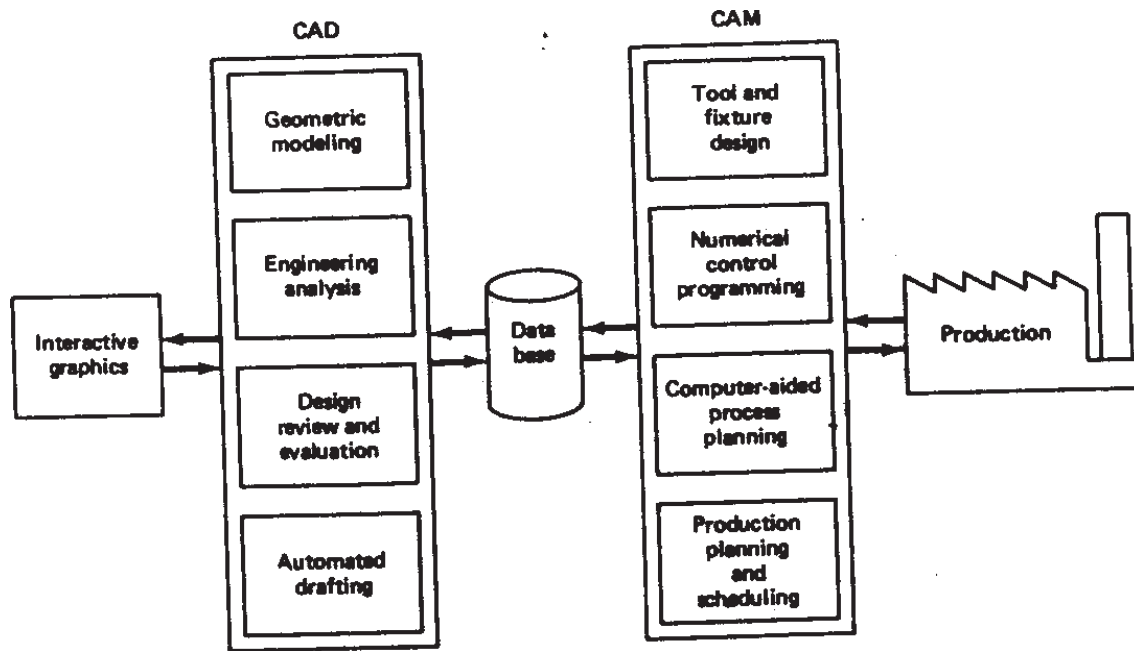 CAD
CAM
Geometric
modeling
Engineering
analysis
Design
review and
evaluation
Automated
drafting
Interactive
graphics
Data
base
Tool and
fixture
design
Numerical
control
programming
Computer-aided
process
planning
Production
planning
and
scheduling
Production